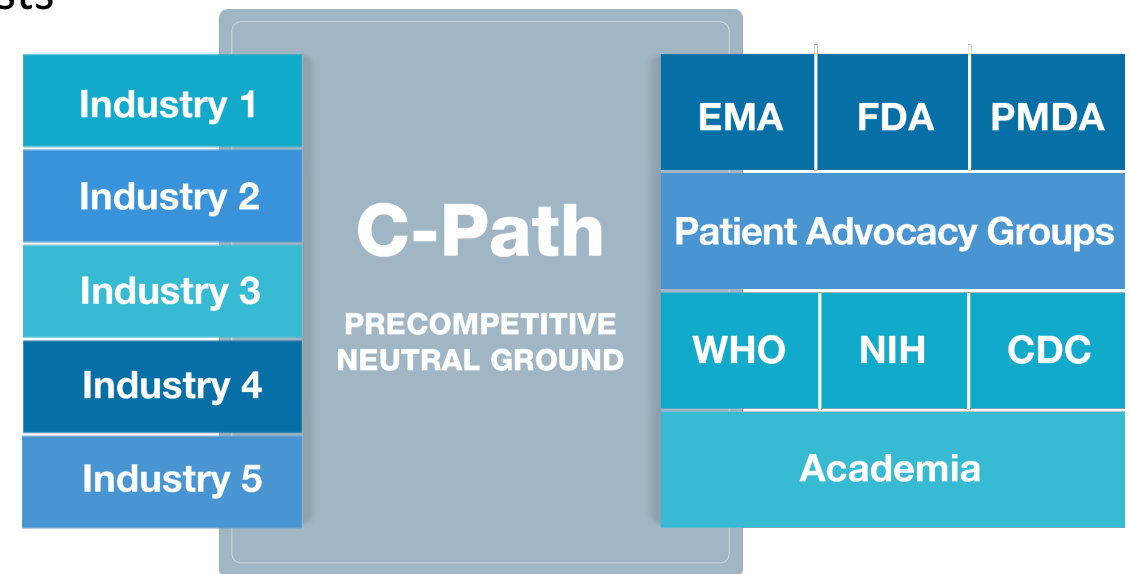 Industry 1
Industry 2
Industry 3
Industry 4
Industry 5
C-Path
PRECOMPETITIVE
NEUTRAL GROUND
EMA FDA PMDA
Patient Advocacy Groups
WHO NIH CDC
Academia